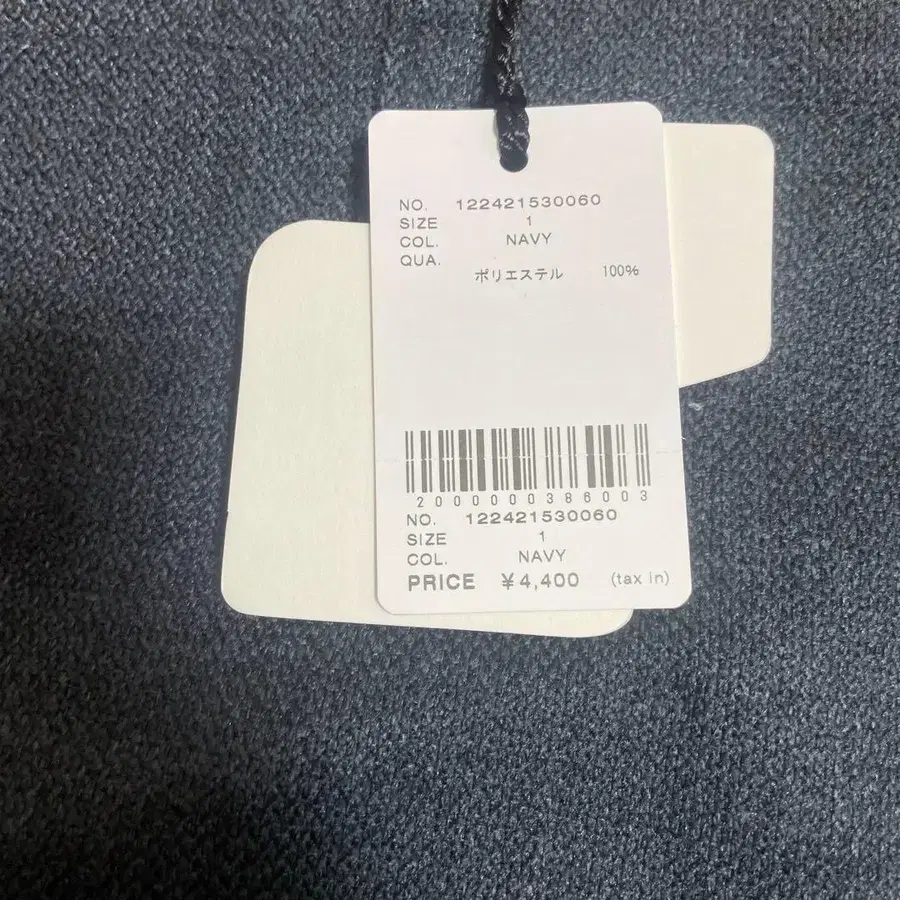 NO. 122421530060
SIZE 1
COL. NAVY
QUA.
ポリエステル 100%
2000000386003
NO. 122421530060
SIZE 1
COL. NAVY
PRICE ¥4,400 (tax in)